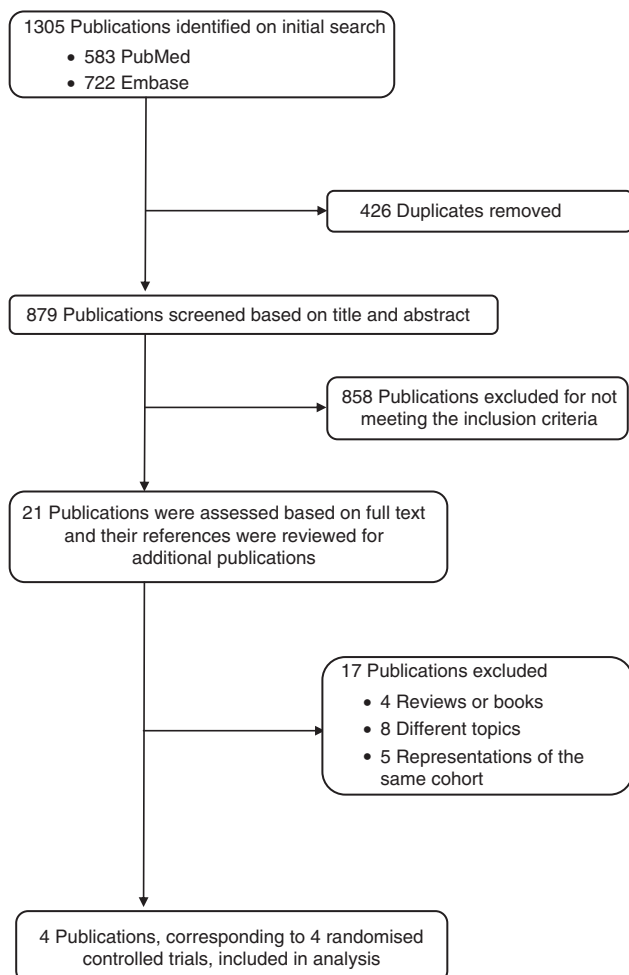 1305 Publications identified on initial search
• 583 PubMed
• 722 Embase
426 Duplicates removed
879 Publications screened based on title and abstract
858 Publications excluded for not
meeting the inclusion criteria
21 Publications were assessed based on full text
and their references were reviewed for
additional publications
17 Publications excluded
• 4 Reviews or books
• 8 Different topics
• 5 Representations of the
same cohort
4 Publications, corresponding to 4 randomised
controlled trials, included in analysis